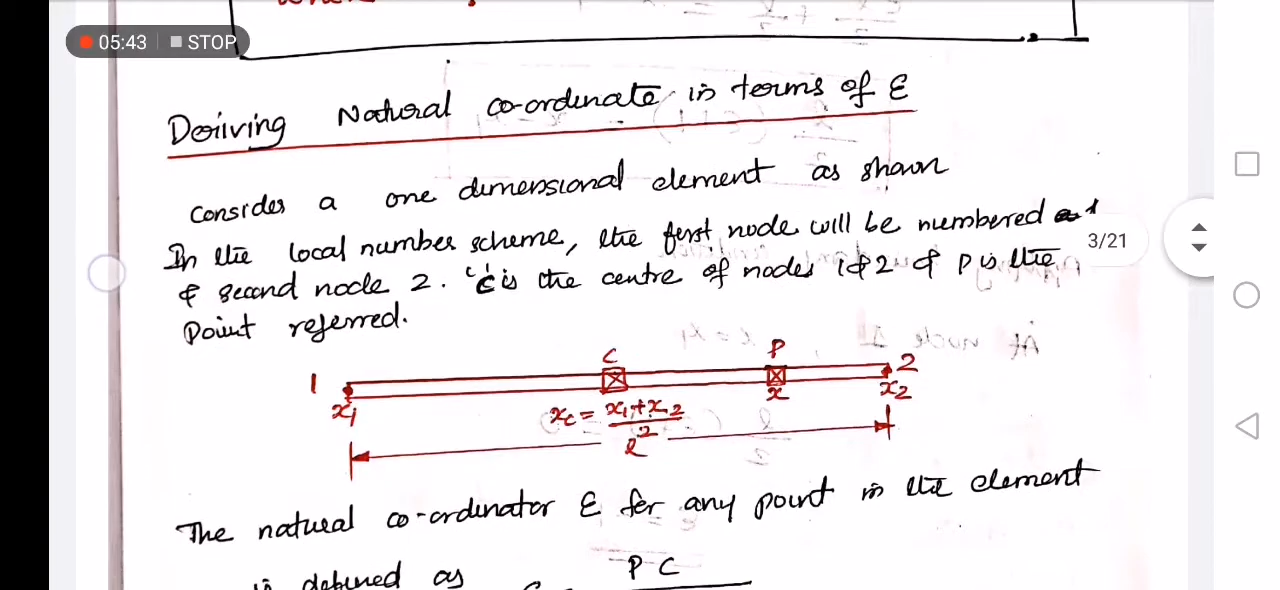 05:43 STOP
Deriving Natural co-ordinate in terms of ε
Consider a one dimensional element as shown
In the local number scheme, the first node will be numbered 1
& second node 2. 'C' is the centre of nodes 1 & 2 & P is the
Point referred.
3/21
C P
1 2
x₁ x x₂
xc = x₁+x₂ / 2
l
The natural co-ordinator ε for any point in the element
is defined as
PC